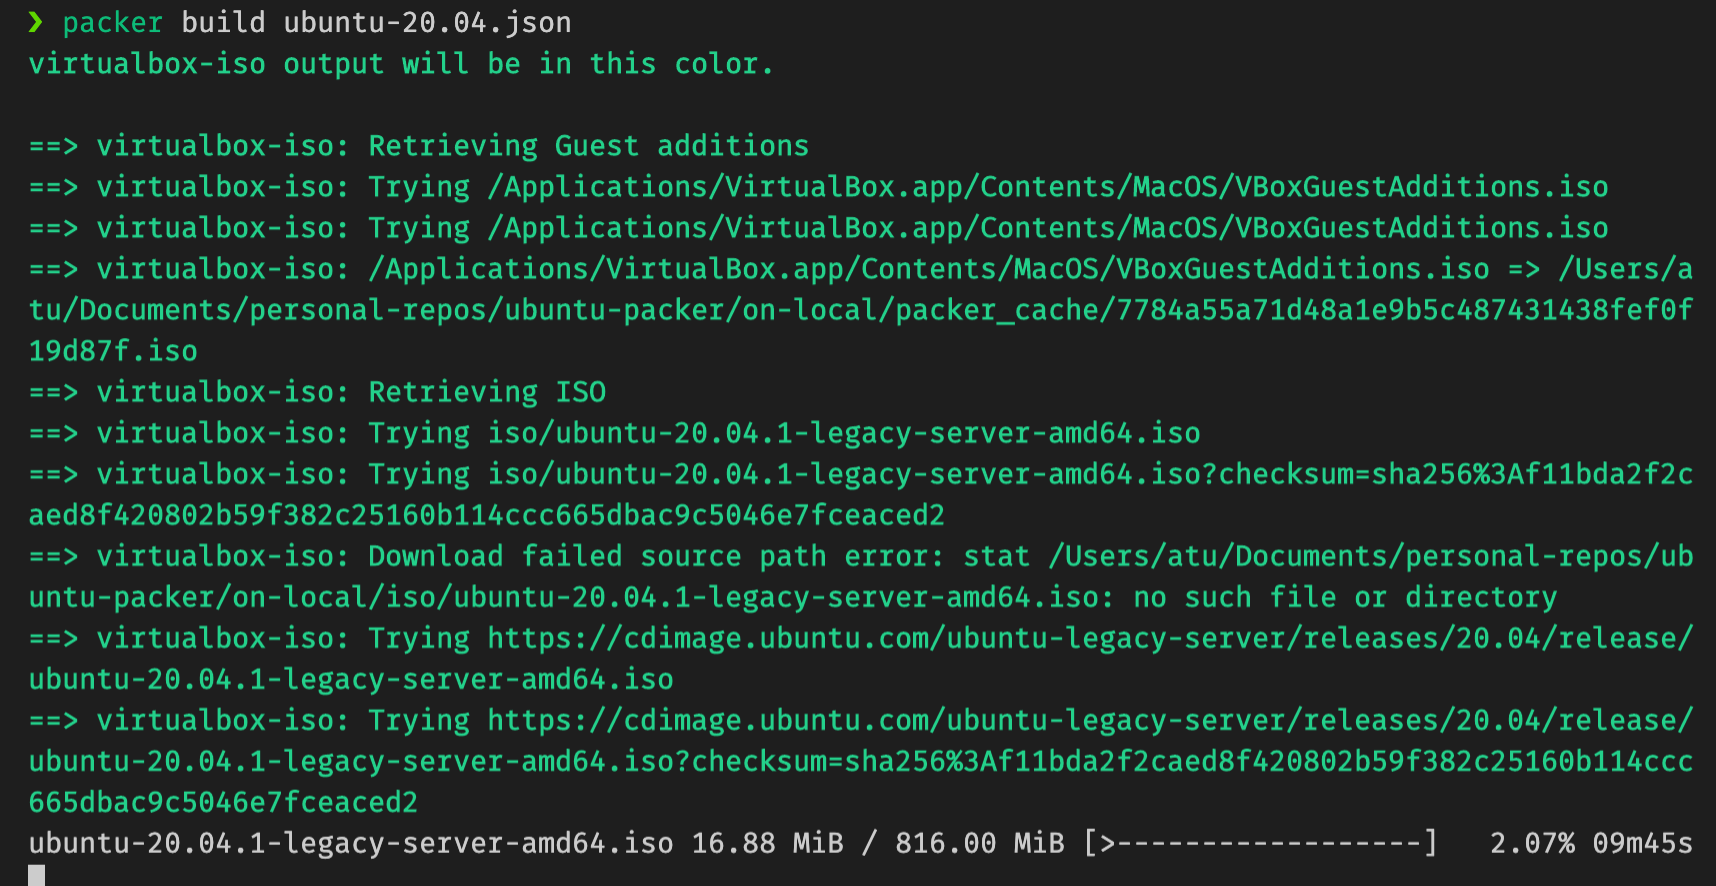 ❯ packer build ubuntu-20.04.json
virtualbox-iso output will be in this color.
==> virtualbox-iso: Retrieving Guest additions
==> virtualbox-iso: Trying /Applications/VirtualBox.app/Contents/MacOS/VBoxGuestAdditions.iso
==> virtualbox-iso: Trying /Applications/VirtualBox.app/Contents/MacOS/VBoxGuestAdditions.iso
==> virtualbox-iso: /Applications/VirtualBox.app/Contents/MacOS/VBoxGuestAdditions.iso => /Users/a
tu/Documents/personal-repos/ubuntu-packer/on-local/packer_cache/7784a55a71d48a1e9b5c487431438fef0f
19d87f.iso
==> virtualbox-iso: Retrieving ISO
==> virtualbox-iso: Trying iso/ubuntu-20.04.1-legacy-server-amd64.iso
==> virtualbox-iso: Trying iso/ubuntu-20.04.1-legacy-server-amd64.iso?checksum=sha256%3Af11bda2f2c
aed8f420802b59f382c25160b114ccc665dbac9c5046e7fceaced2
==> virtualbox-iso: Download failed source path error: stat /Users/atu/Documents/personal-repos/ub
untu-packer/on-local/iso/ubuntu-20.04.1-legacy-server-amd64.iso: no such file or directory
==> virtualbox-iso: Trying https://cdimage.ubuntu.com/ubuntu-legacy-server/releases/20.04/release/
ubuntu-20.04.1-legacy-server-amd64.iso
==> virtualbox-iso: Trying https://cdimage.ubuntu.com/ubuntu-legacy-server/releases/20.04/release/
ubuntu-20.04.1-legacy-server-amd64.iso?checksum=sha256%3Af11bda2f2caed8f420802b59f382c25160b114ccc
665dbac9c5046e7fceaced2
ubuntu-20.04.1-legacy-server-amd64.iso 16.88 MiB / 816.00 MiB [>------------------]   2.07% 09m45s